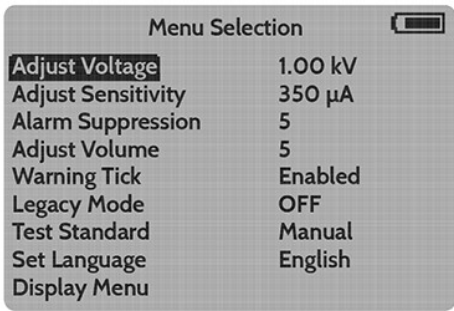 Menu Selection
Adjust Voltage 1.00 kV
Adjust Sensitivity 350 µA
Alarm Suppression 5
Adjust Volume 5
Warning Tick Enabled
Legacy Mode OFF
Test Standard Manual
Set Language English
Display Menu